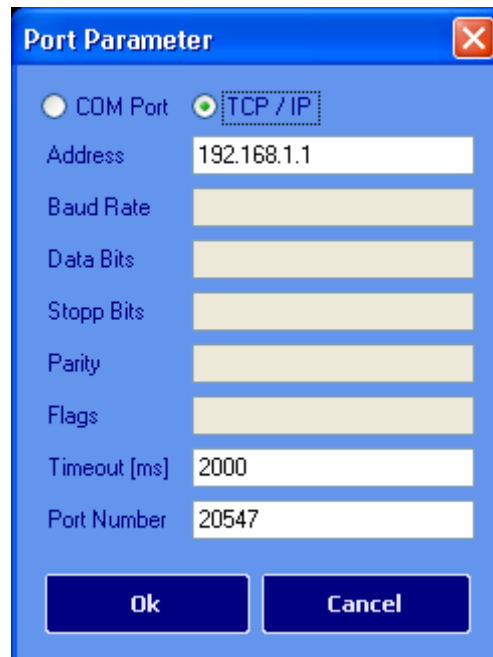 Port Parameter
COM Port TCP / IP
Address 192.168.1.1
Baud Rate
Data Bits
Stopp Bits
Parity
Flags
Timeout [ms] 2000
Port Number 20547
Ok Cancel